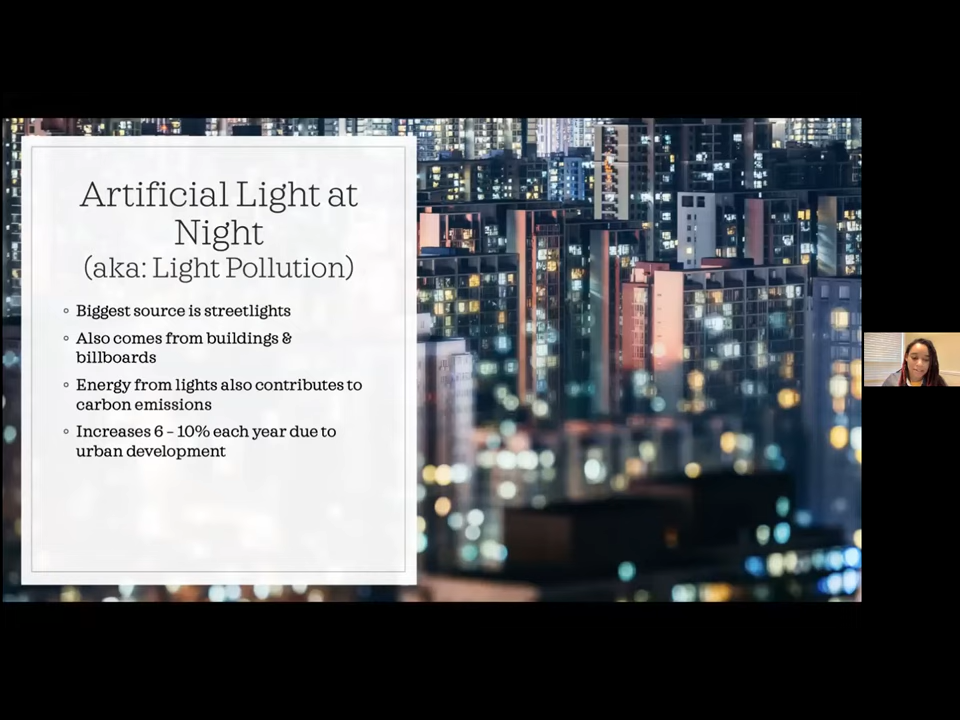 Artificial Light at
Night
(aka: Light Pollution)
◦ Biggest source is streetlights
◦ Also comes from buildings &
billboards
◦ Energy from lights also contributes to
carbon emissions
◦ Increases 6 – 10% each year due to
urban development